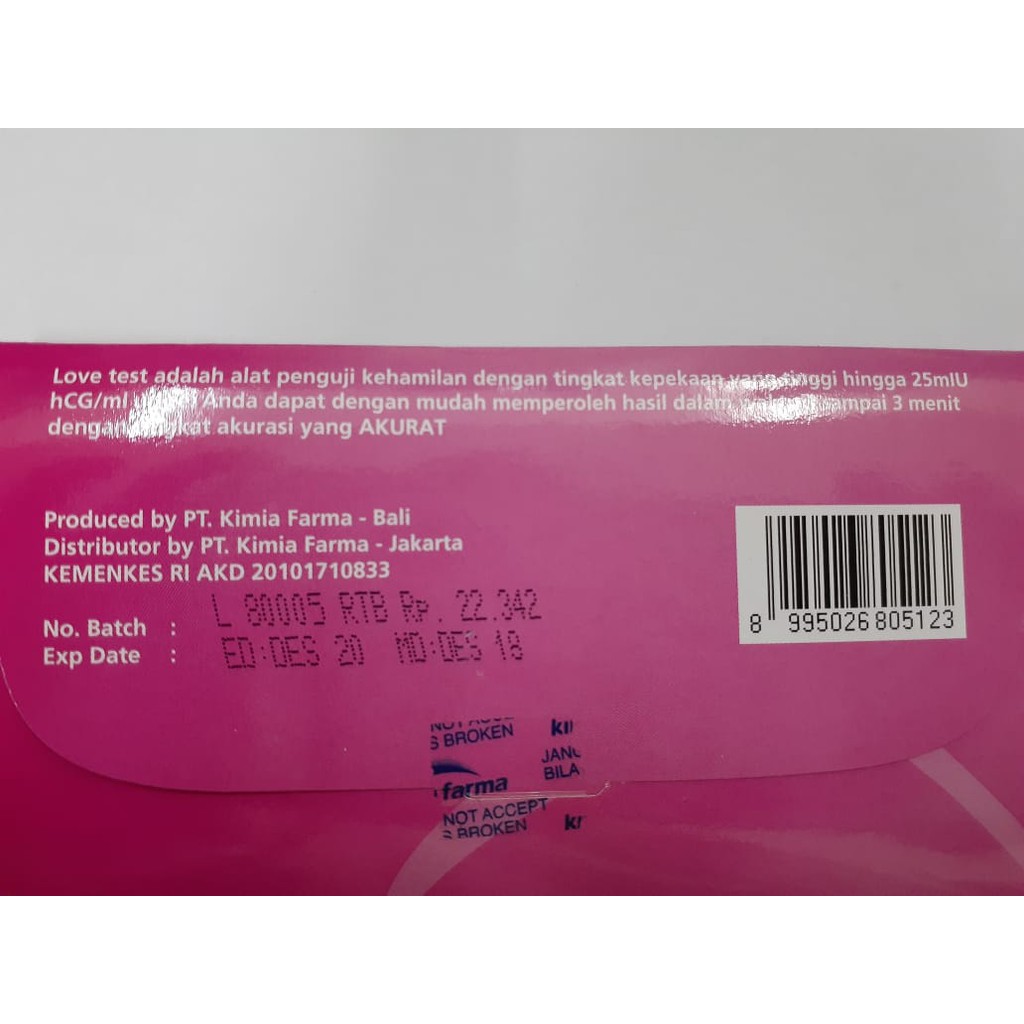 Love test adalah alat penguji kehamilan dengan tingkat kepekaan yang tinggi hingga 25mIU
hCG/ml Anda dapat dengan mudah memperoleh hasil dalam sampai 3 menit
dengan tingkat akurasi yang AKURAT
Produced by PT. Kimia Farma - Bali
Distributor by PT. Kimia Farma - Jakarta
KEMENKES RI AKD 20101710833
No. Batch : L 80005 RTB Rp. 22.342
Exp Date : ED:DES 20 MD:DES 18
8 995026 805123
BROKEN
BILA
farma
NOT ACCEPT
BROKEN